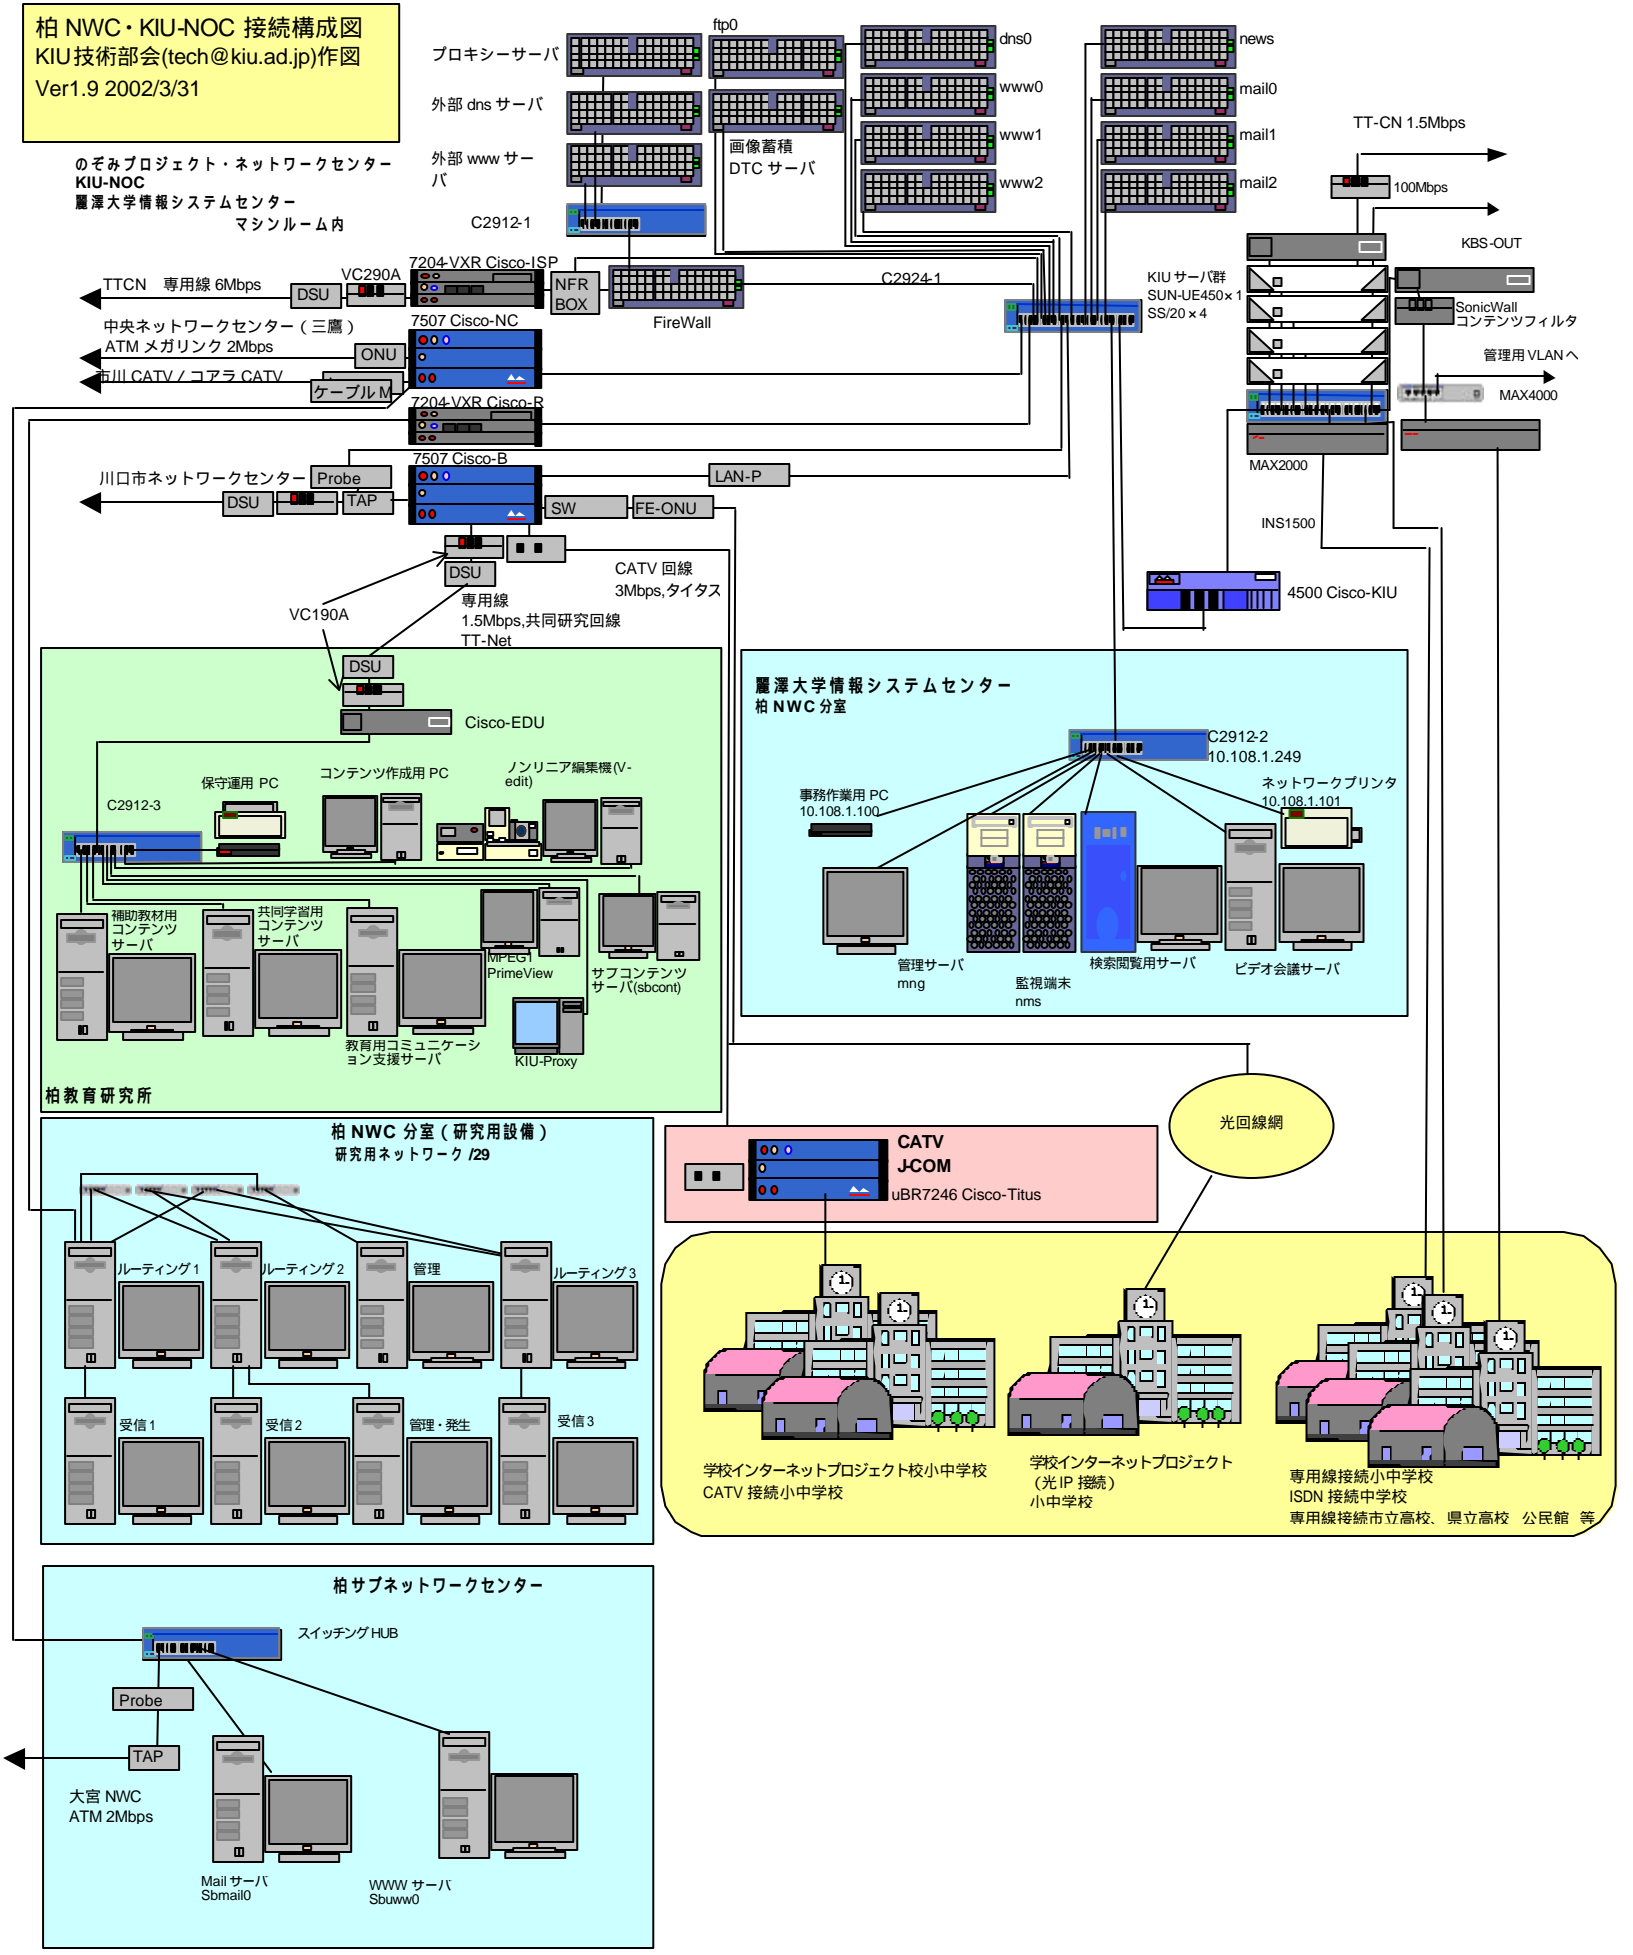 柏 NWC・KIU-NOC 接続構成図
KIU技術部会(tech@kiu.ad.jp)作図
Ver1.9 2002/3/31
のぞみプロジェクト・ネットワークセンター
KIU-NOC
麗澤大学情報システムセンター
マシンルーム内
プロキシーサーバ
外部 dns サーバ
外部 www サー
バ
C2912-1
ftp0
画像蓄積
DTC サーバ
dns0
www0
www1
www2
news
mail0
mail1
mail2
TT-CN 1.5Mbps
100Mbps
KBS-OUT
KIU サーバ群
SUN-UE450×1
SS/20×4
SonicWall
コンテンツフィルタ
管理用 VLAN へ
MAX4000
MAX2000
INS1500
4500 Cisco-KIU
7204-VXR Cisco-ISP
VC290A
TTCN 専用線 6Mbps
DSU
NFR
BOX
FireWall
C2924-1
中央ネットワークセンター(三鷹)
ATM メガリンク 2Mbps
ONU
7507 Cisco-NC
市川 CATV / コアラ CATV
ケーブル M
7204-VXR Cisco-R
7507 Cisco-B
川口市ネットワークセンター
Probe
DSU
TAP
LAN-P
SW
FE-ONU
DSU
CATV 回線
3Mbps,タイタス
VC190A
専用線
1.5Mbps,共同研究回線
TT-Net
DSU
Cisco-EDU
保守運用 PC
コンテンツ作成用 PC
ノンリニア編集機(V-
edit)
C2912-3
補助教材用
コンテンツ
サーバ
共同学習用
コンテンツ
サーバ
MPEG1
PrimeView
サブコンテンツ
サーバ(sbcont)
教育用コミュニケーシ
ョン支援サーバ
KIU-Proxy
柏教育研究所
麗澤大学情報システムセンター
柏 NWC 分室
C2912-2
10.108.1.249
事務作業用 PC
10.108.1.100
ネットワークプリンタ
10.108.1.101
管理サーバ
mng
監視端末
nms
検索閲覧用サーバ
ビデオ会議サーバ
柏 NWC 分室(研究用設備)
研究用ネットワーク /29
ルーティング 1
ルーティング 2
管理
ルーティング 3
受信 1
受信 2
管理・発生
受信 3
光回線網
CATV
J-COM
uBR7246 Cisco-Titus
学校インターネットプロジェクト校小中学校
CATV 接続小中学校
学校インターネットプロジェクト
(光 IP 接続)
小中学校
専用線接続小中学校
ISDN 接続中学校
専用線接続市立高校、県立高校 公民館 等
柏サブネットワークセンター
スイッチング HUB
Probe
TAP
大宮 NWC
ATM 2Mbps
Mail サーバ
Sbmail0
WWW サーバ
Sbuww0